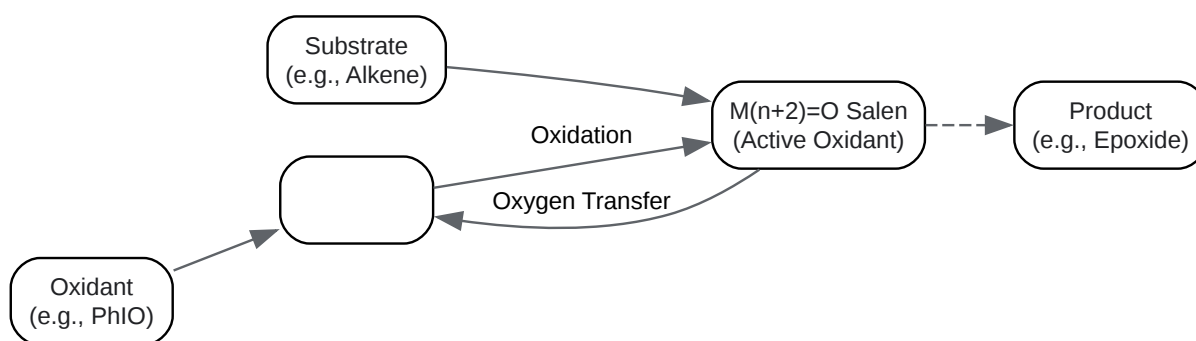 Substrate
(e.g., Alkene)
M(n+2)=O Salen
(Active Oxidant)
Product
(e.g., Epoxide)
Oxidation
Oxygen Transfer
Oxidant
(e.g., PhIO)